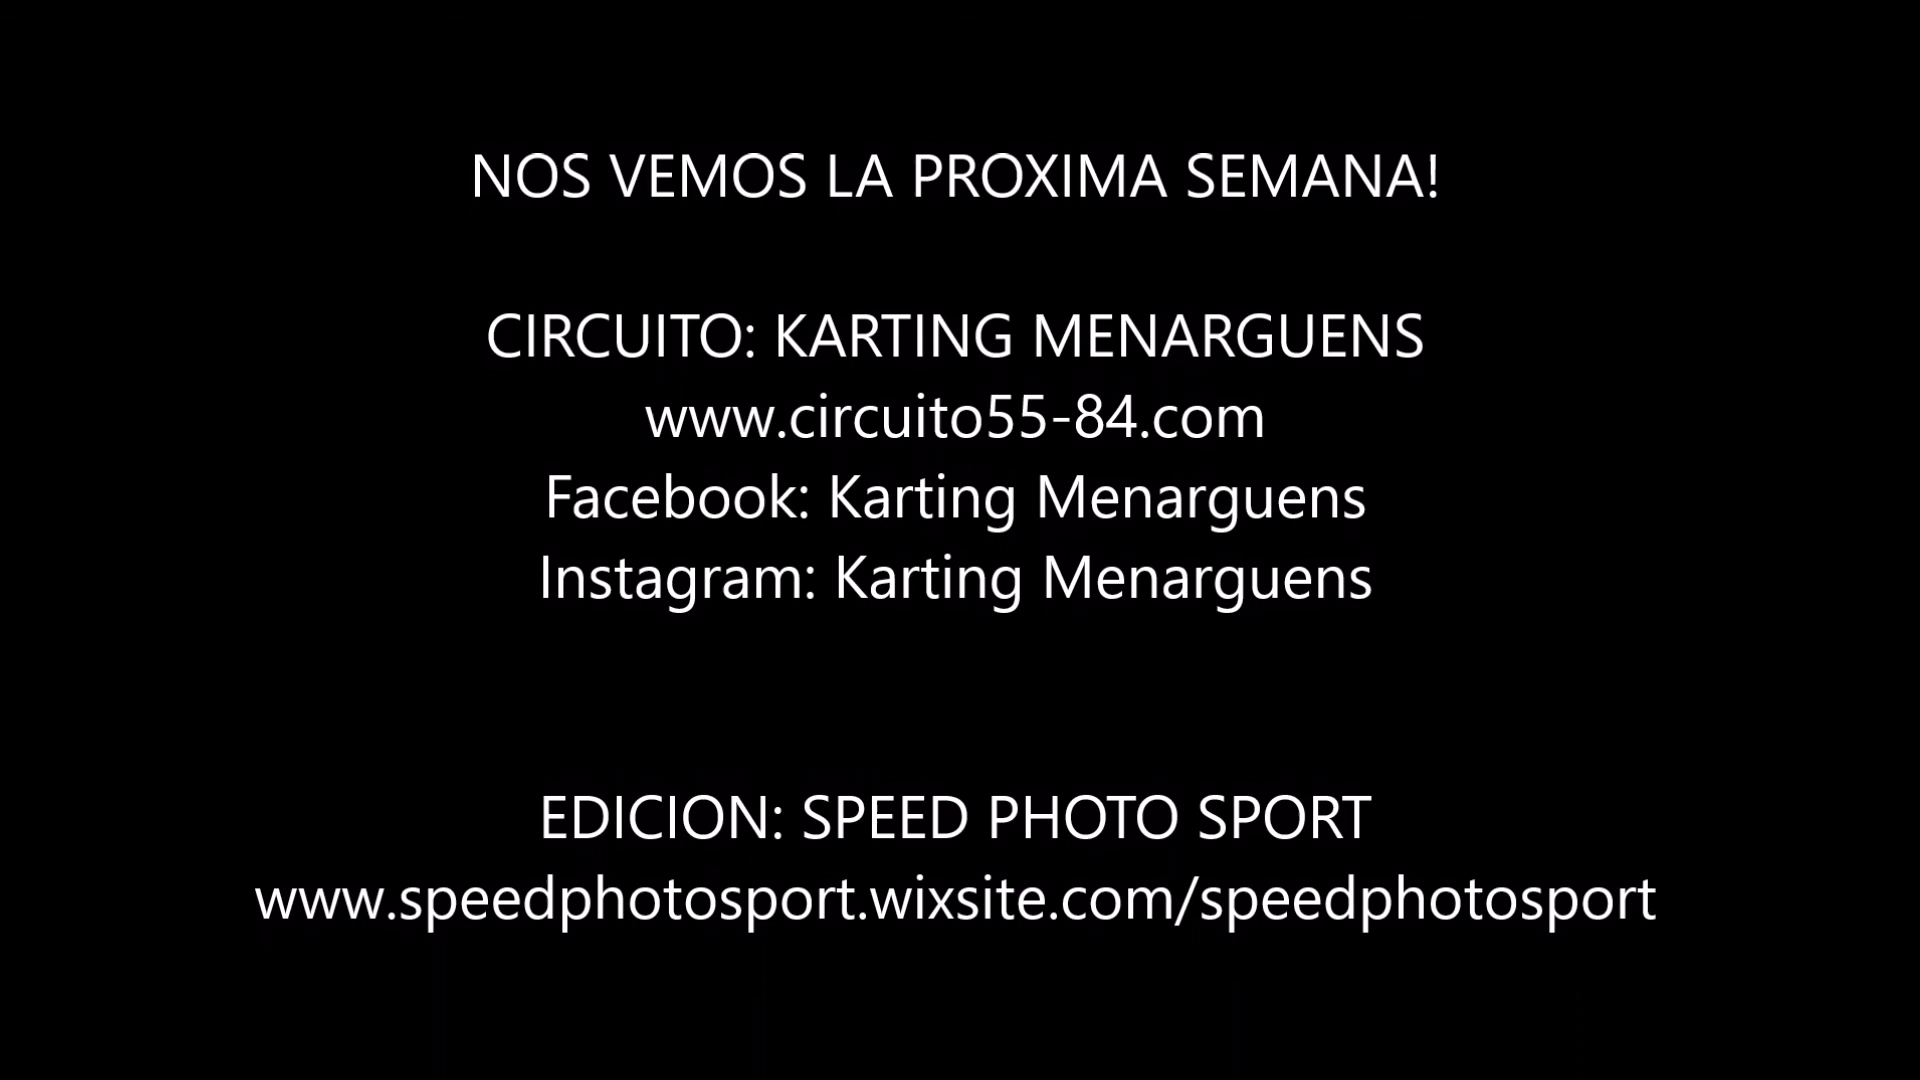 NOS VEMOS LA PROXIMA SEMANA!
CIRCUITO: KARTING MENARGUENS
www.circuito55-84.com
Facebook: Karting Menarguens
Instagram: Karting Menarguens
EDICION: SPEED PHOTO SPORT
www.speedphotosport.wixsite.com/speedphotosport